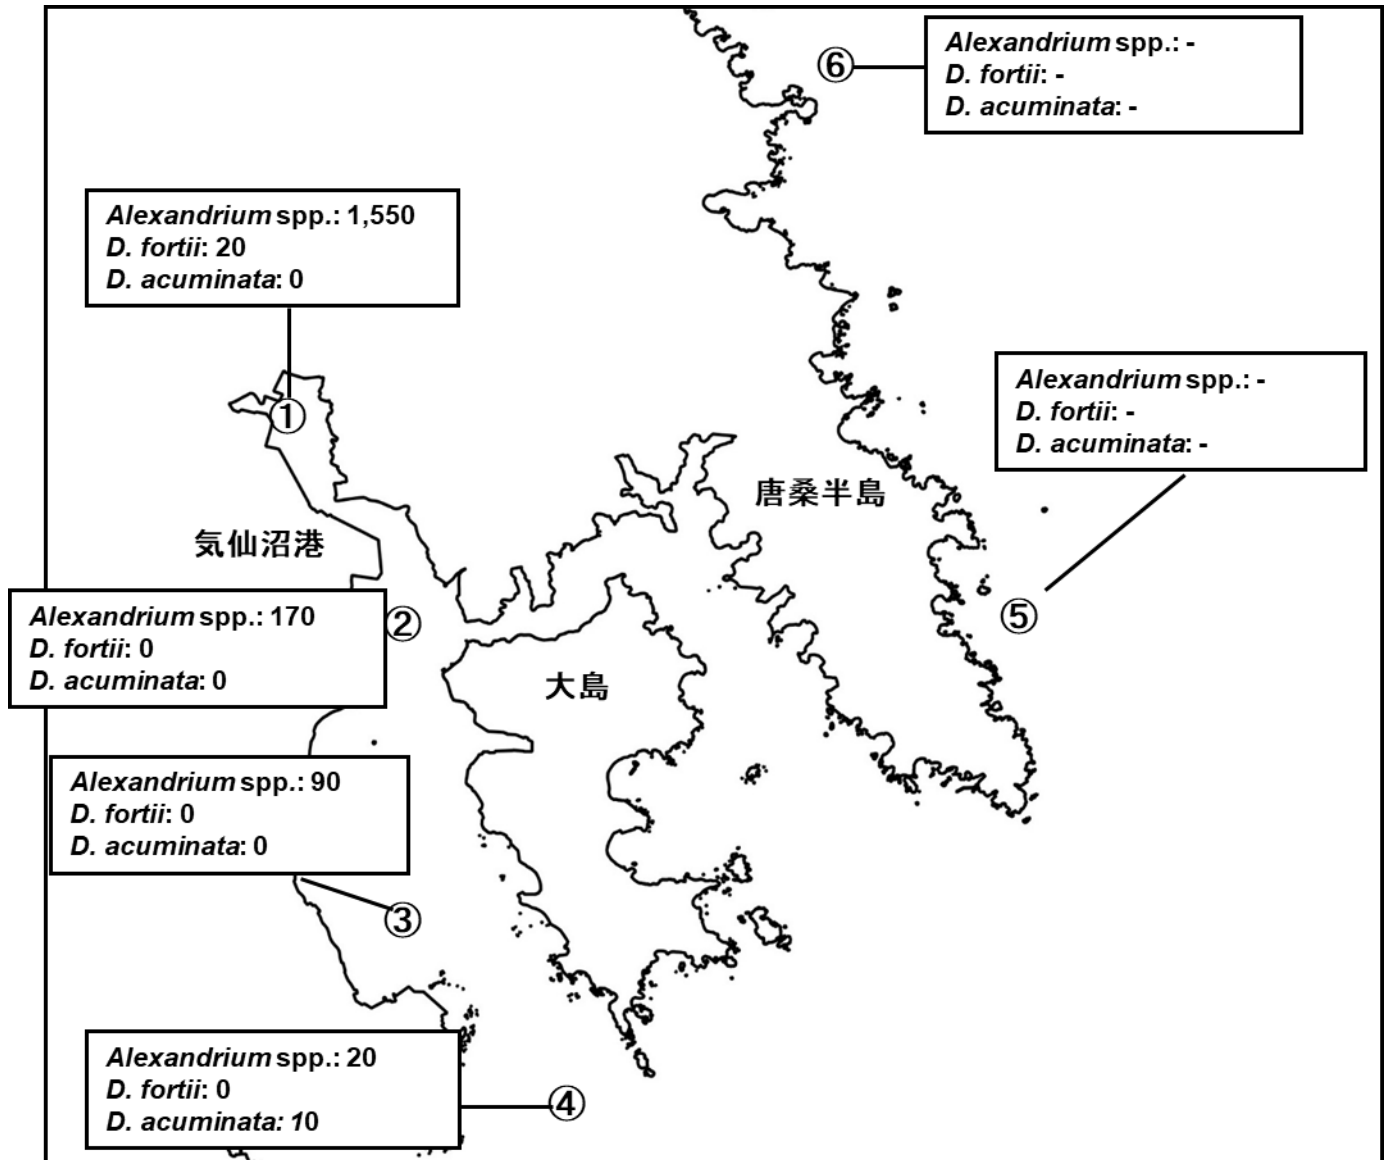 ⑥
Alexandrium spp.: -
D. fortii: -
D. acuminata: -
Alexandrium spp.: 1,550
D. fortii: 20
D. acuminata: 0
①
Alexandrium spp.: -
D. fortii: -
D. acuminata: -
唐桑半島
気仙沼港
Alexandrium spp.: 170
D. fortii: 0
D. acuminata: 0
②
⑤
大島
Alexandrium spp.: 90
D. fortii: 0
D. acuminata: 0
③
Alexandrium spp.: 20
D. fortii: 0
D. acuminata: 10
④